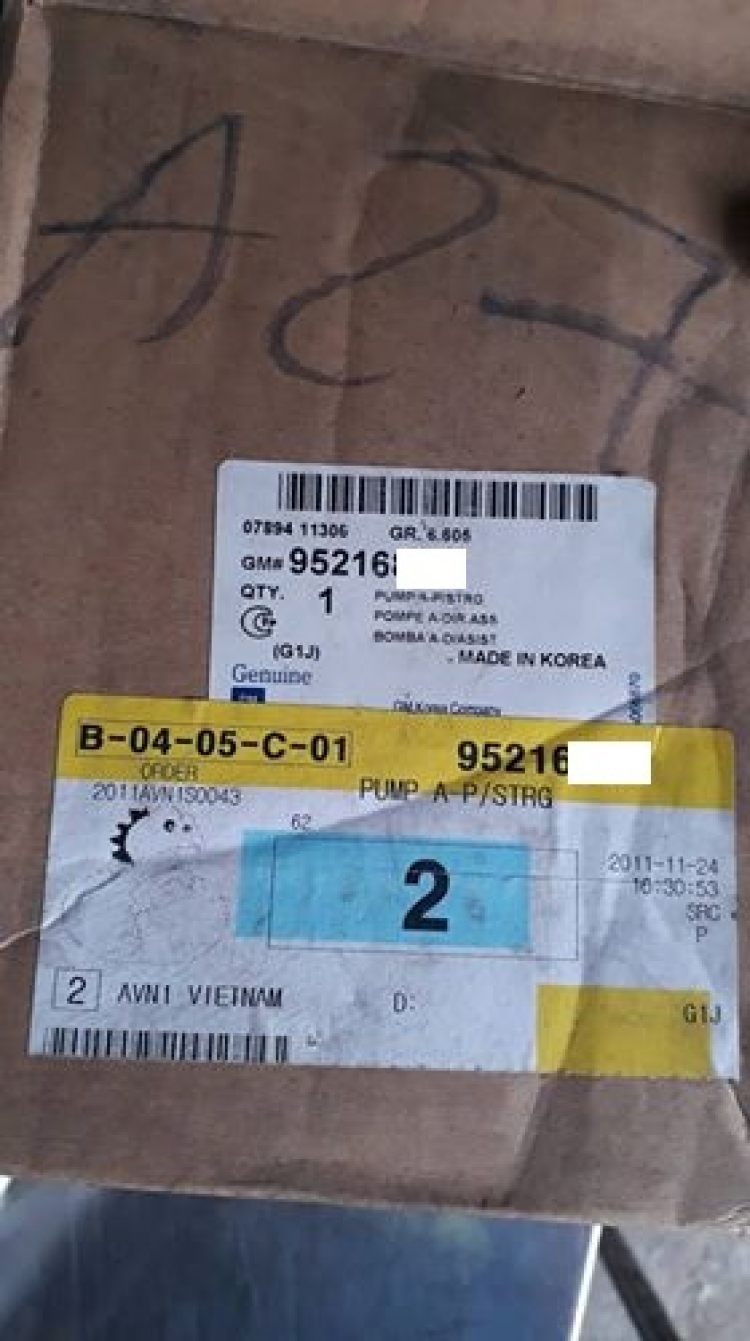 A27
07894 11306 GR. 6.605
GM# 95216
QTY. 1 PUMP A-P/STRG
POMPE A-DIR ASS
BOMBA A-D/ASIST
(G1J) MADE IN KOREA
Genuine
GM Korea Company
B-04-05-C-01 95216
ORDER
2011AVN1S0043 PUMP A-P/STRG
62
2
2011-11-24
16:30:53
SRC
P
2 AVN1 VIETNAM D:
G1J